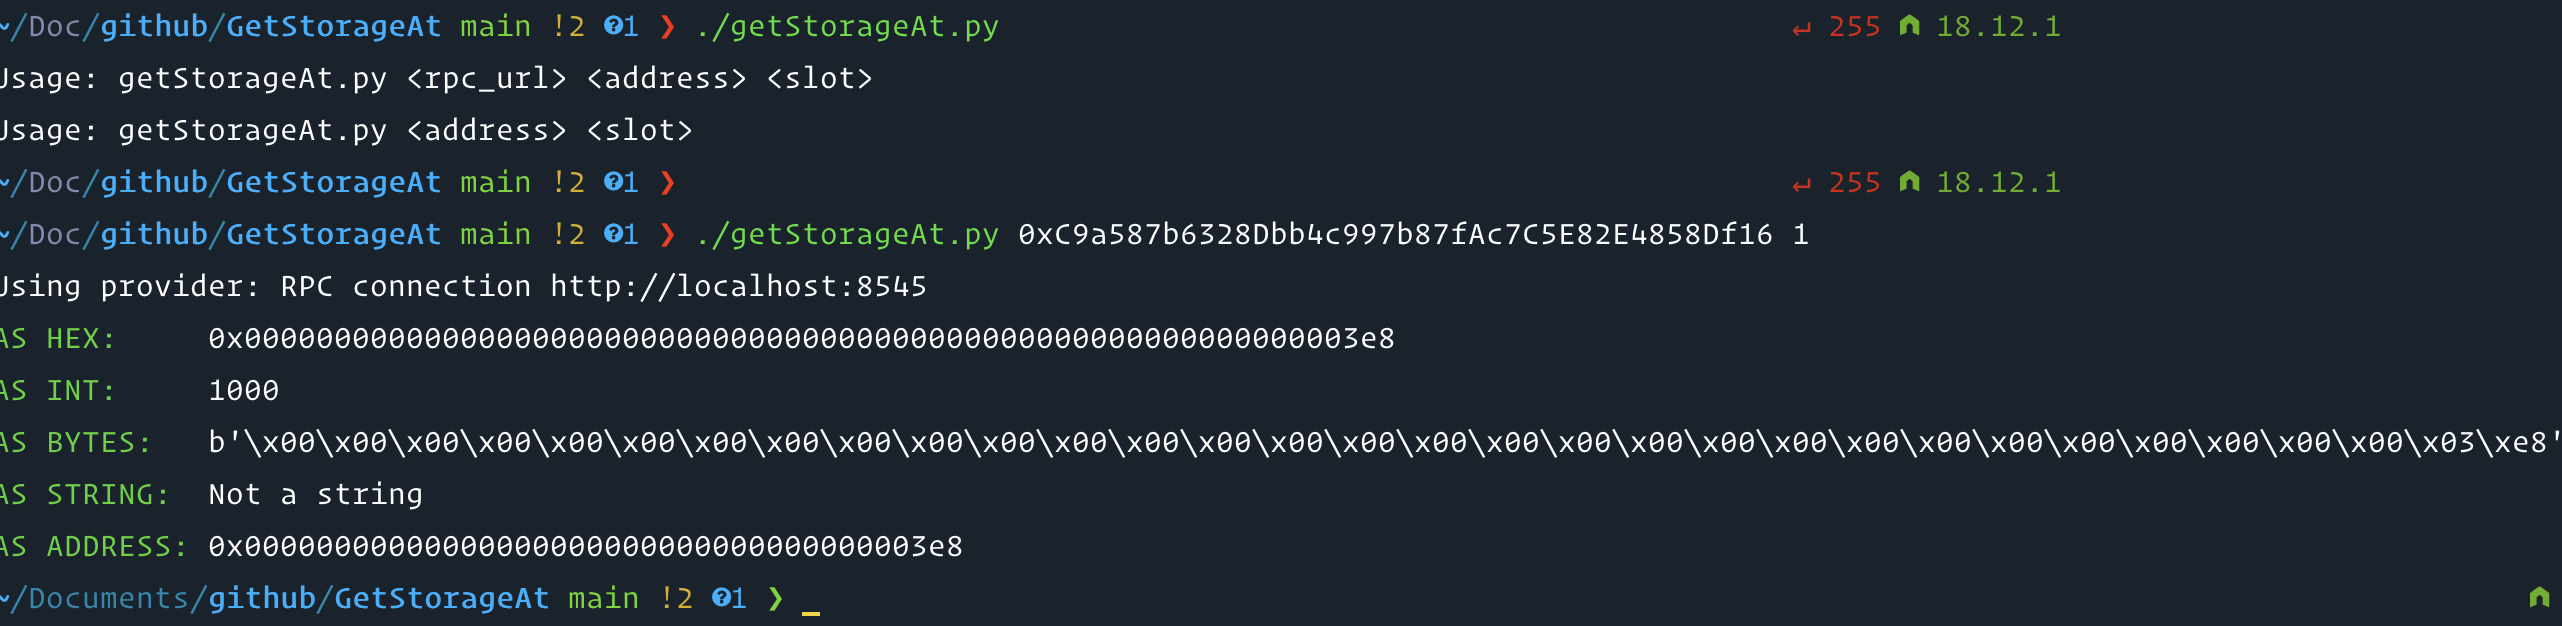 ~/Doc/github/GetStorageAt main !2 ?1 ❯ ./getStorageAt.py ↵ 255 18.12.1
Usage: getStorageAt.py <rpc_url> <address> <slot>
Usage: getStorageAt.py <address> <slot>
~/Doc/github/GetStorageAt main !2 ?1 ❯ ↵ 255 18.12.1
~/Doc/github/GetStorageAt main !2 ?1 ❯ ./getStorageAt.py 0xC9a587b6328Dbb4c997b87fAc7C5E82E4858Df16 1
Using provider: RPC connection http://localhost:8545
AS HEX: 0x00000000000000000000000000000000000000000000000000000000000003e8
AS INT: 1000
AS BYTES: b'\x00\x00\x00\x00\x00\x00\x00\x00\x00\x00\x00\x00\x00\x00\x00\x00\x00\x00\x00\x00\x00\x00\x00\x00\x00\x00\x00\x00\x00\x00\x03\xe8'
AS STRING: Not a string
AS ADDRESS: 0x00000000000000000000000000000000000003e8
~/Documents/github/GetStorageAt main !2 ?1 ❯ _